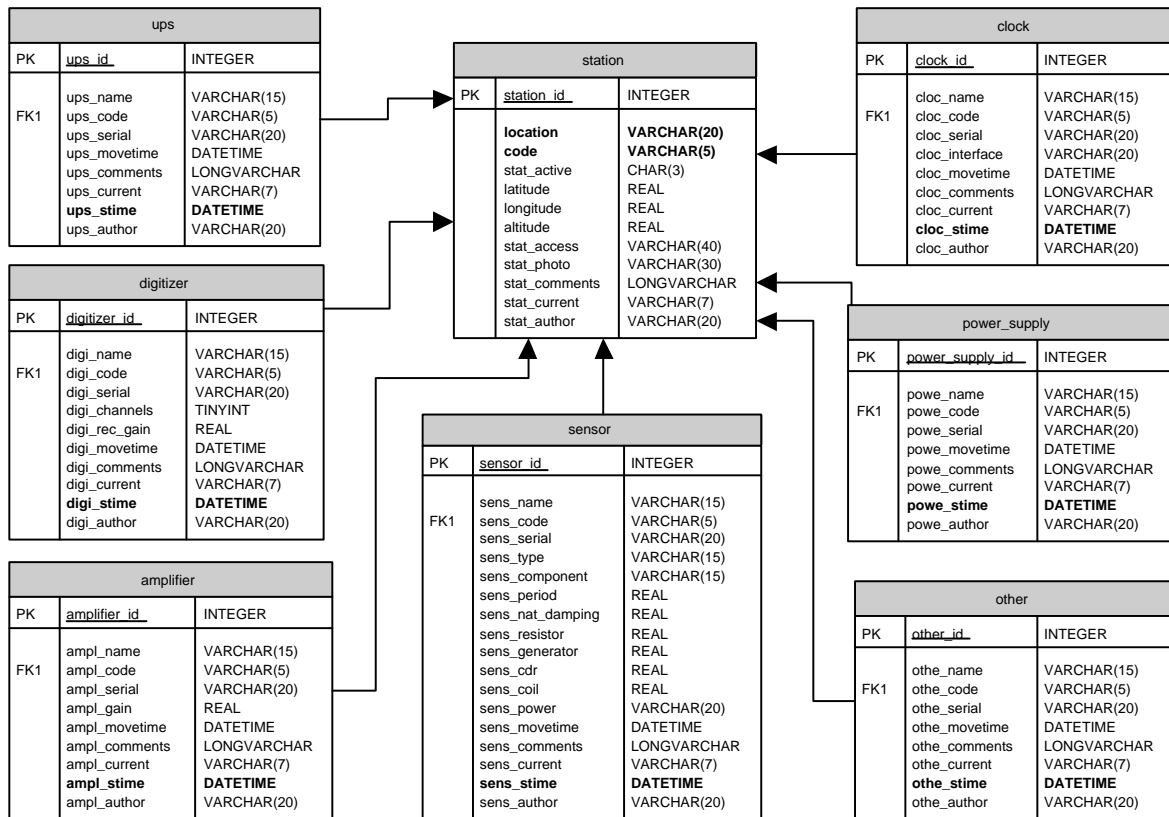 ups
PK ups_id INTEGER
ups_name VARCHAR(15)
FK1 ups_code VARCHAR(5)
ups_serial VARCHAR(20)
ups_movetime DATETIME
ups_comments LONGVARCHAR
ups_current VARCHAR(7)
ups_stime DATETIME
ups_author VARCHAR(20)
station
PK station_id INTEGER
location VARCHAR(20)
code VARCHAR(5)
stat_active CHAR(3)
latitude REAL
longitude REAL
altitude REAL
stat_access VARCHAR(40)
stat_photo VARCHAR(30)
stat_comments LONGVARCHAR
stat_current VARCHAR(7)
stat_author VARCHAR(20)
clock
PK clock_id INTEGER
cloc_name VARCHAR(15)
FK1 cloc_code VARCHAR(5)
cloc_serial VARCHAR(20)
cloc_interface VARCHAR(20)
cloc_movetime DATETIME
cloc_comments LONGVARCHAR
cloc_current VARCHAR(7)
cloc_stime DATETIME
cloc_author VARCHAR(20)
digitizer
PK digitizer_id INTEGER
digi_name VARCHAR(15)
FK1 digi_code VARCHAR(5)
digi_serial VARCHAR(20)
digi_channels TINYINT
digi_rec_gain REAL
digi_movetime DATETIME
digi_comments LONGVARCHAR
digi_current VARCHAR(7)
digi_stime DATETIME
digi_author VARCHAR(20)
power_supply
PK power_supply_id INTEGER
powe_name VARCHAR(15)
FK1 powe_code VARCHAR(5)
powe_serial VARCHAR(20)
powe_movetime DATETIME
powe_comments LONGVARCHAR
powe_current VARCHAR(7)
powe_stime DATETIME
powe_author VARCHAR(20)
sensor
PK sensor_id INTEGER
sens_name VARCHAR(15)
FK1 sens_code VARCHAR(5)
sens_serial VARCHAR(20)
sens_type VARCHAR(15)
sens_component VARCHAR(15)
sens_period REAL
sens_nat_damping REAL
sens_resistor REAL
sens_generator REAL
sens_cdr REAL
sens_coil REAL
sens_power VARCHAR(20)
sens_movetime DATETIME
sens_comments LONGVARCHAR
sens_current VARCHAR(7)
sens_stime DATETIME
sens_author VARCHAR(20)
amplifier
PK amplifier_id INTEGER
ampl_name VARCHAR(15)
FK1 ampl_code VARCHAR(5)
ampl_serial VARCHAR(20)
ampl_gain REAL
ampl_movetime DATETIME
ampl_comments LONGVARCHAR
ampl_current VARCHAR(7)
ampl_stime DATETIME
ampl_author VARCHAR(20)
other
PK other_id INTEGER
othe_name VARCHAR(15)
FK1 othe_code VARCHAR(5)
othe_serial VARCHAR(20)
othe_movetime DATETIME
othe_comments LONGVARCHAR
othe_current VARCHAR(7)
othe_stime DATETIME
othe_author VARCHAR(20)